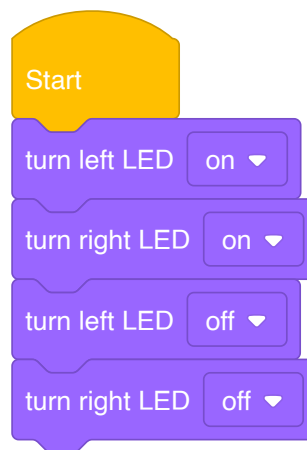 Start
turn left LED on
turn right LED on
turn left LED off
turn right LED off